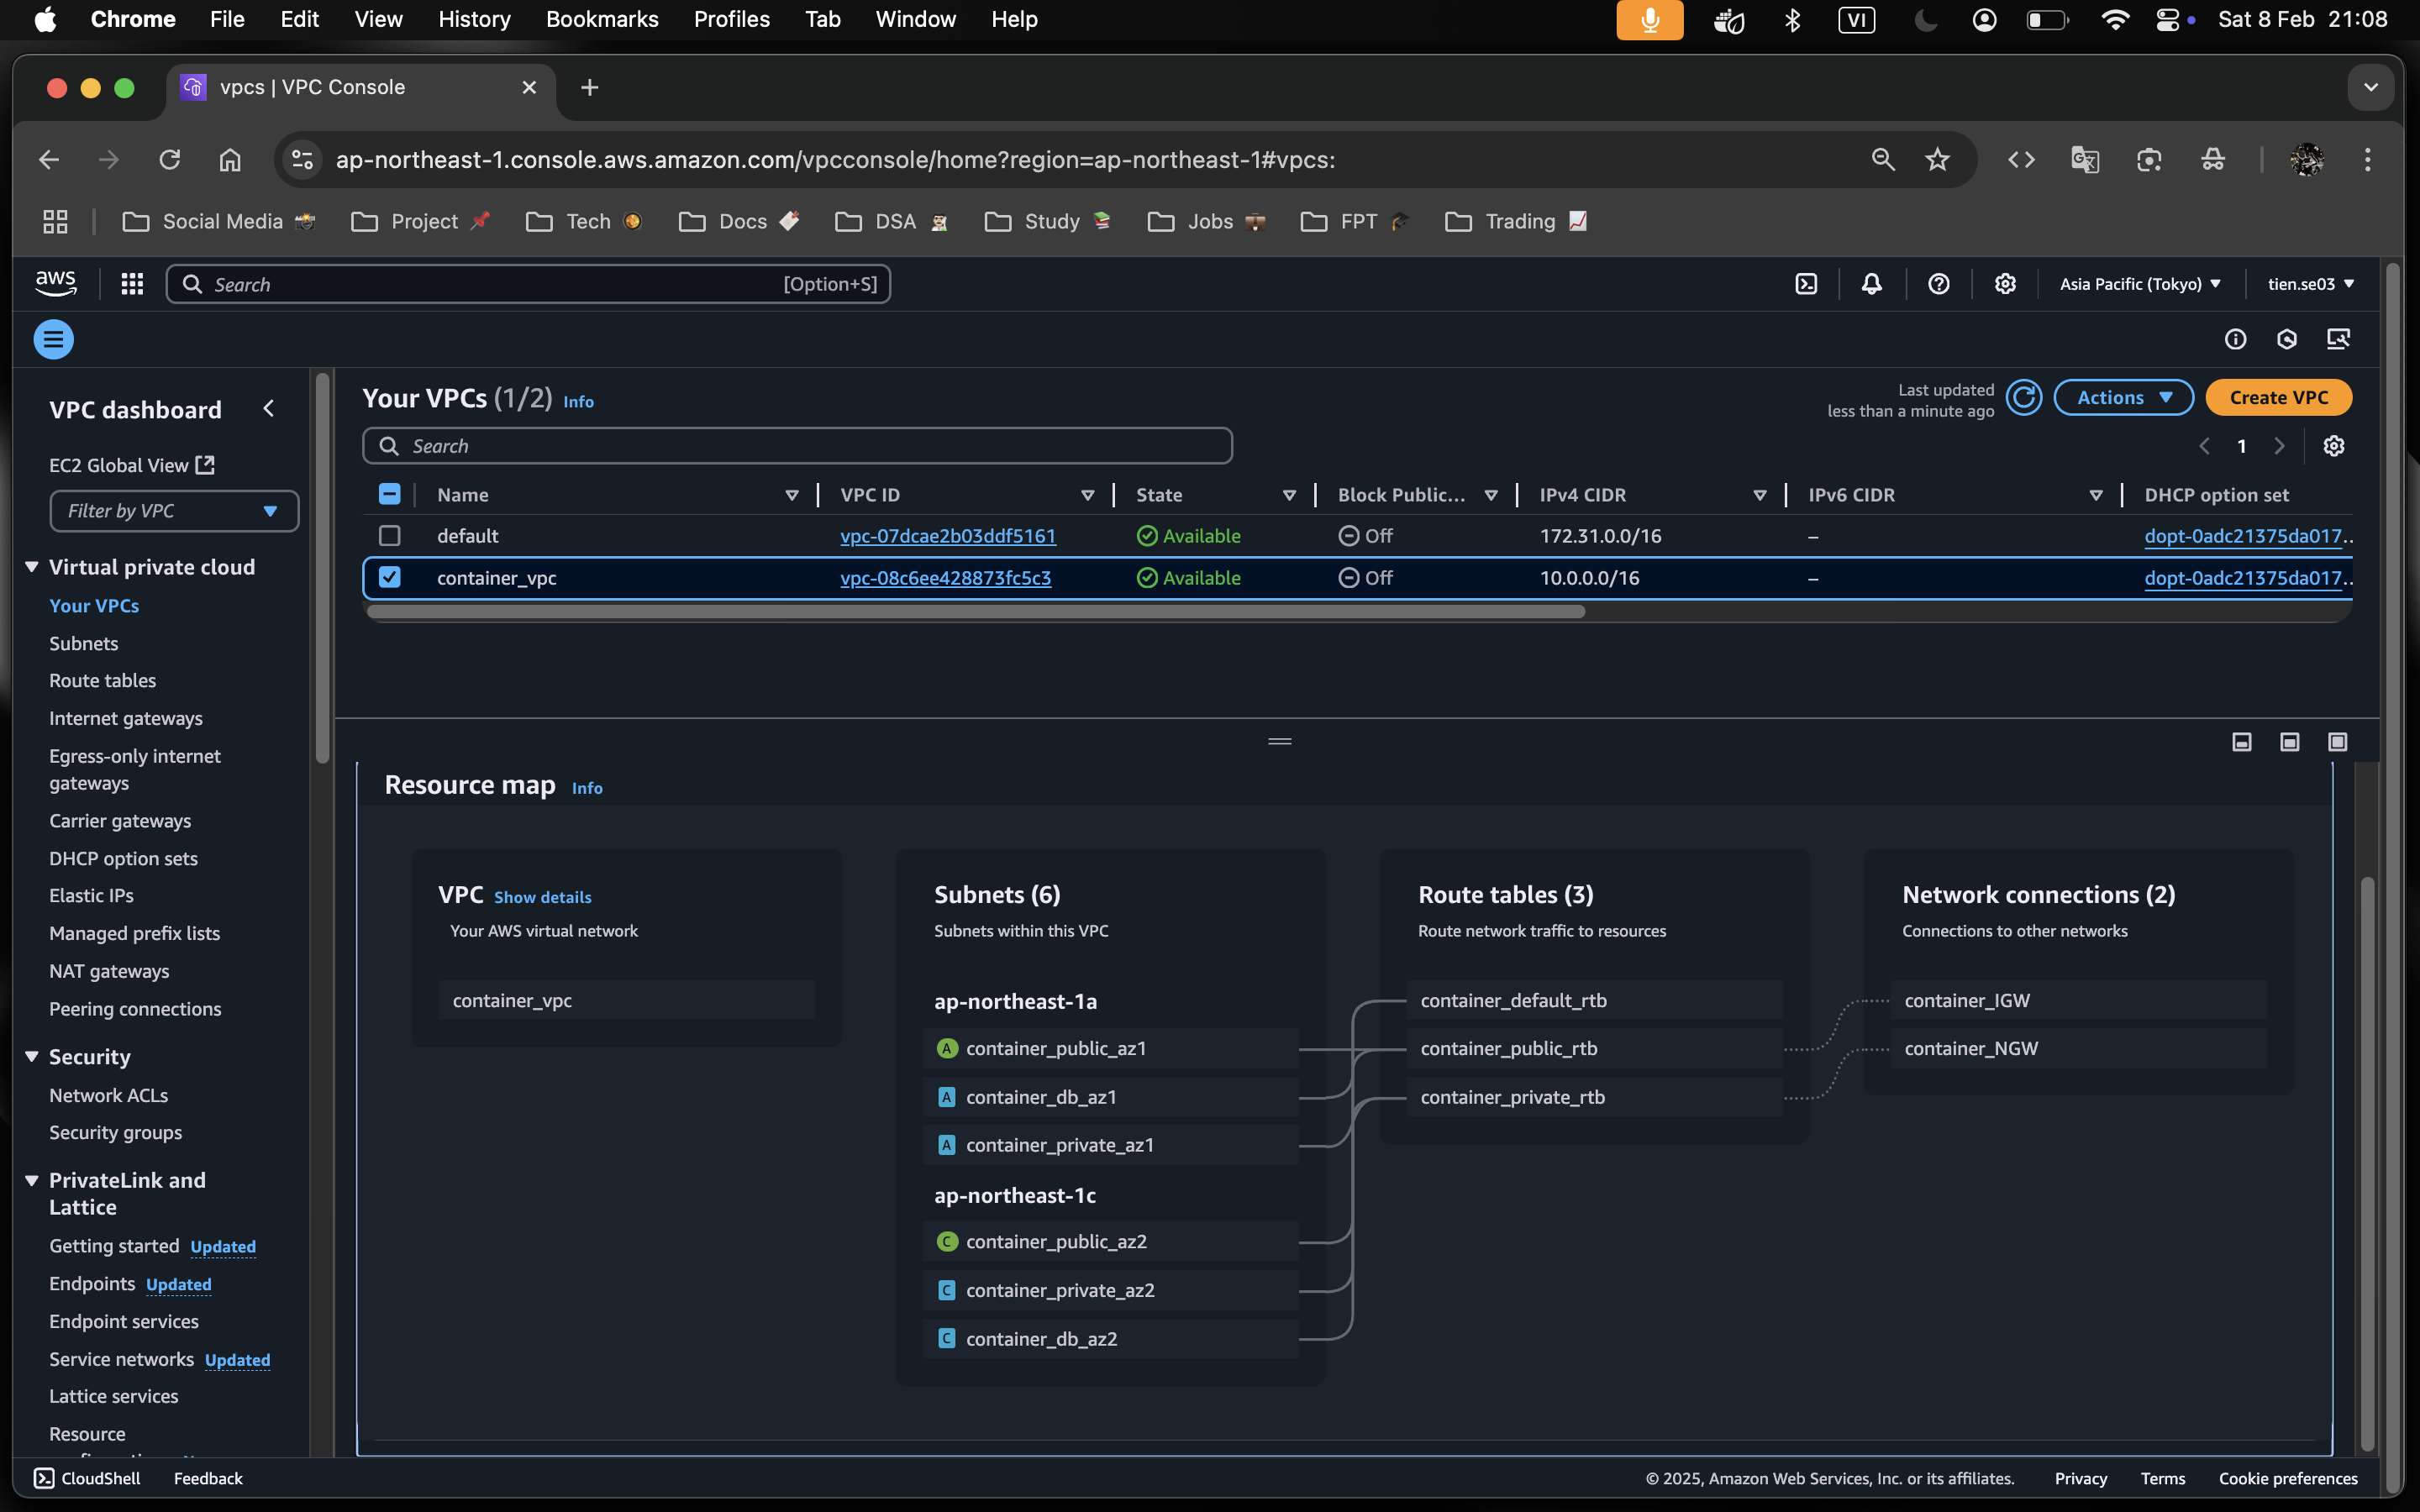 Chrome File Edit View History Bookmarks Profiles Tab Window Help VI Sat 8 Feb 21:08
vpcs | VPC Console
ap-northeast-1.console.aws.amazon.com/vpcconsole/home?region=ap-northeast-1#vpcs:
Social Media Project Tech Docs DSA Study Jobs FPT Trading
aws Search [Option+S] Asia Pacific (Tokyo) tien.se03
VPC dashboard
EC2 Global View
Filter by VPC
Virtual private cloud
Your VPCs
Subnets
Route tables
Internet gateways
Egress-only internet
gateways
Carrier gateways
DHCP option sets
Elastic IPs
Managed prefix lists
NAT gateways
Peering connections
Security
Network ACLs
Security groups
PrivateLink and
Lattice
Getting started Updated
Endpoints Updated
Endpoint services
Service networks Updated
Lattice services
Resource
Your VPCs (1/2) Info
Last updated
less than a minute ago
Actions
Create VPC
Search
1
Name VPC ID State Block Public... IPv4 CIDR IPv6 CIDR DHCP option set
default vpc-07dcae2b03ddf5161 Available Off 172.31.0.0/16 – dopt-0adc21375da017..
container_vpc vpc-08c6ee428873fc5c3 Available Off 10.0.0.0/16 – dopt-0adc21375da017..
Resource map Info
VPC Show details
Your AWS virtual network
container_vpc
Subnets (6)
Subnets within this VPC
ap-northeast-1a
A container_public_az1
A container_db_az1
A container_private_az1
ap-northeast-1c
C container_public_az2
C container_private_az2
C container_db_az2
Route tables (3)
Route network traffic to resources
container_default_rtb
container_public_rtb
container_private_rtb
Network connections (2)
Connections to other networks
container_IGW
container_NGW
CloudShell Feedback © 2025, Amazon Web Services, Inc. or its affiliates. Privacy Terms Cookie preferences